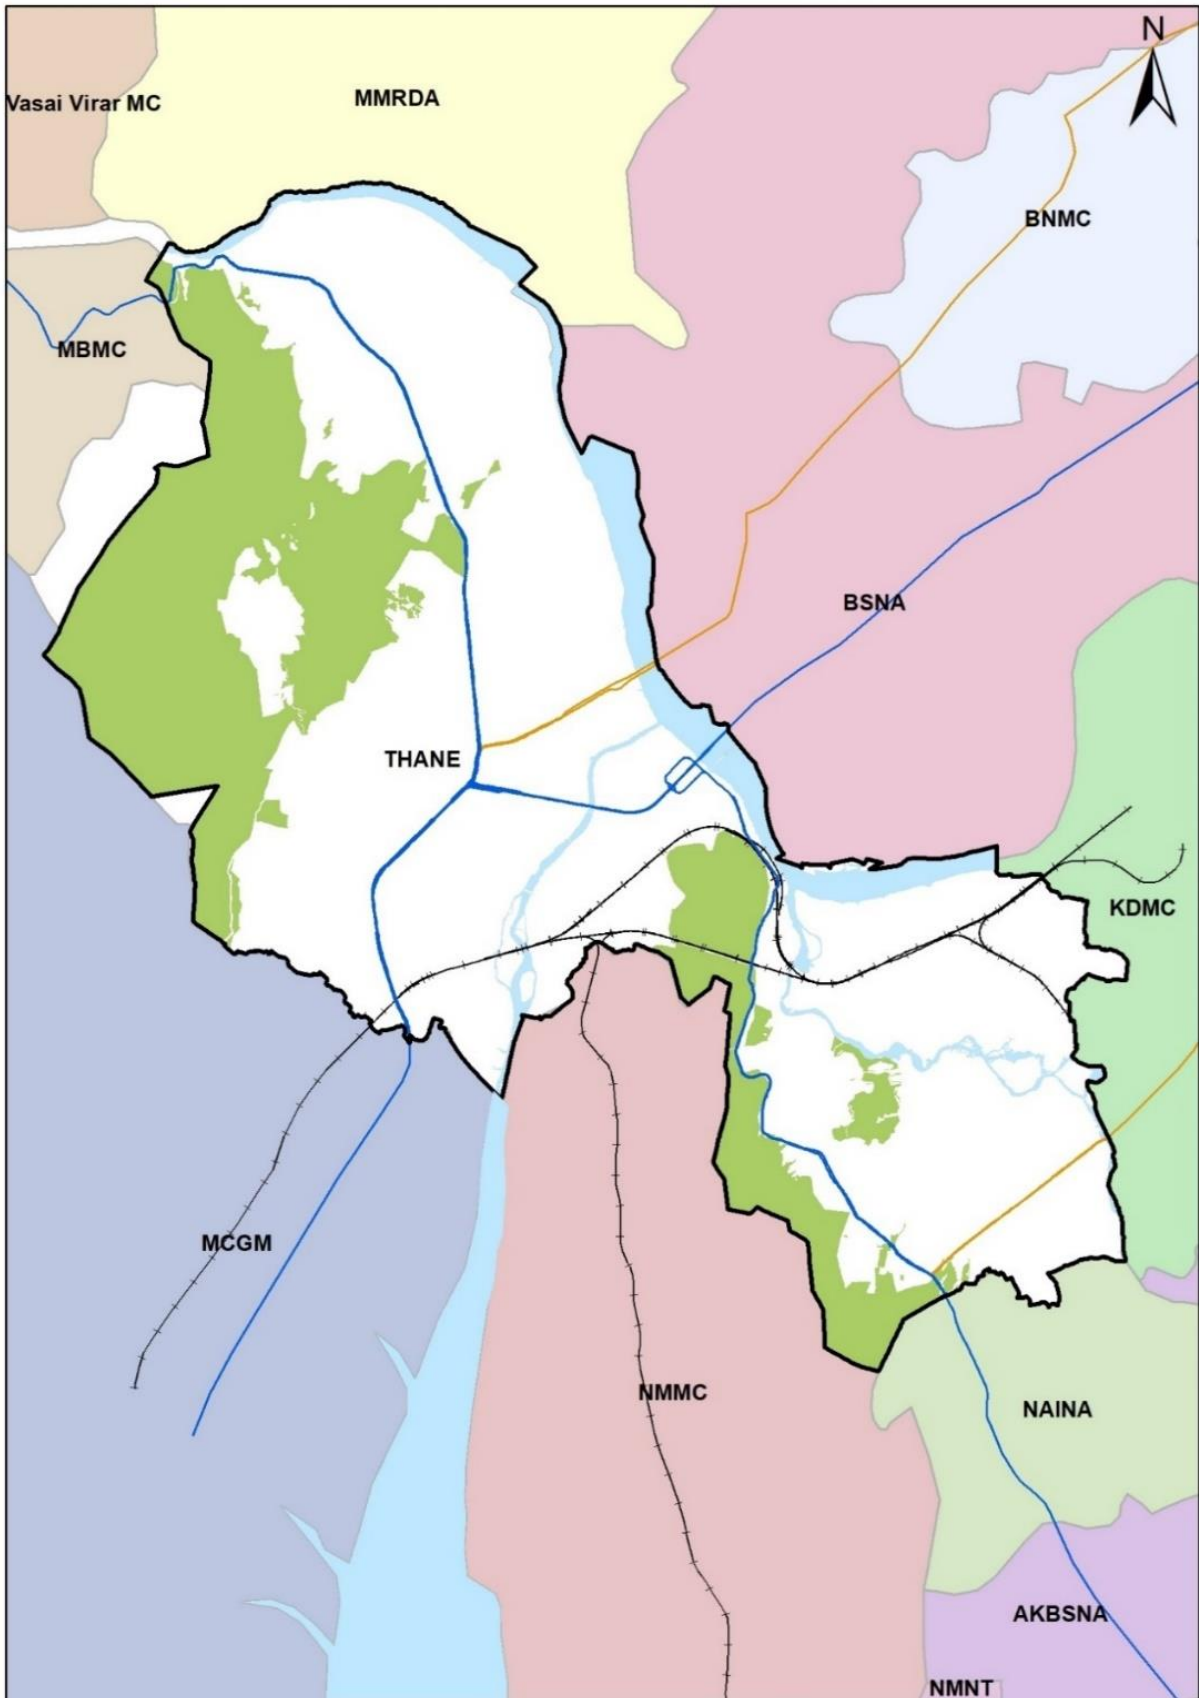 N
Vasai Virar MC
MMRDA
BNMC
MBMC
BSNA
THANE
KDMC
MCGM
NMMC
NAINA
AKBSNA
NMNT